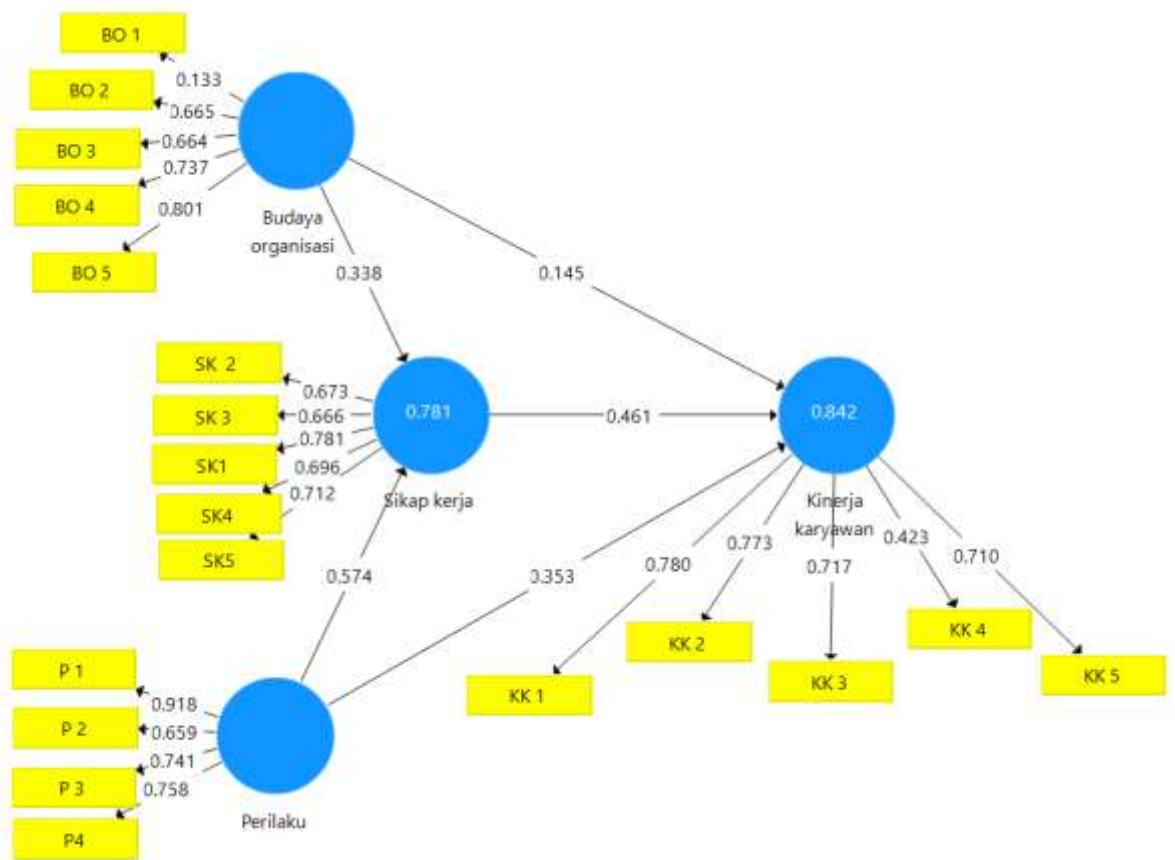 BO 1
0.133
BO 2
0.665
BO 3
0.664
BO 4
0.737
BO 5
0.801
Budaya
organisasi
0.338
0.145
SK 2
0.673
SK 3
0.666
SK1
0.781
SK4
0.696
SK5
0.712
0.781
Sikap kerja
0.461
0.842
Kinerja
karyawan
0.574
0.353
0.780
0.773
0.717
0.423
0.710
KK 1
KK 2
KK 3
KK 4
KK 5
P 1
0.918
P 2
0.659
P 3
0.741
P4
0.758
Perilaku